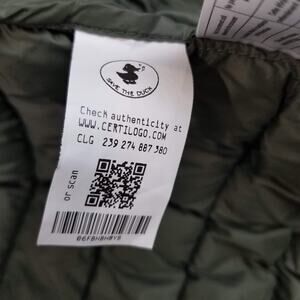 SAVE THE DUCK
Check authenticity at
WWW.CERTILOGO.COM
CLG 239 274 887 380
or scan